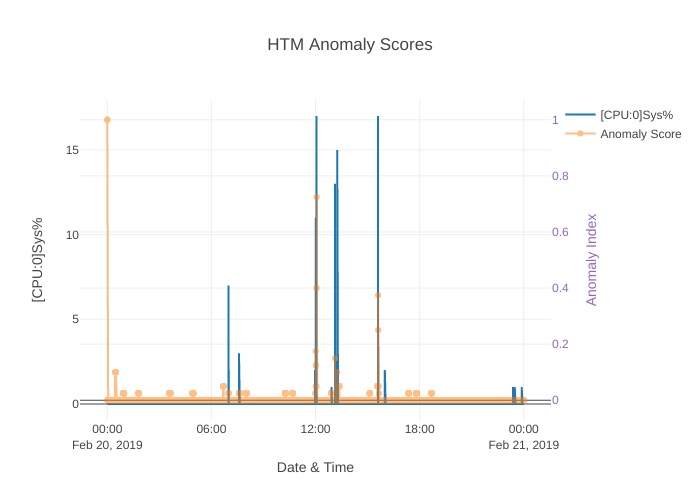 HTM Anomaly Scores
[CPU:0]Sys%
Anomaly Score
15
10
5
0
[CPU:0]Sys%
1
0.8
0.6
0.4
0.2
0
Anomaly Index
00:00
Feb 20, 2019
06:00
12:00
18:00
00:00
Feb 21, 2019
Date & Time